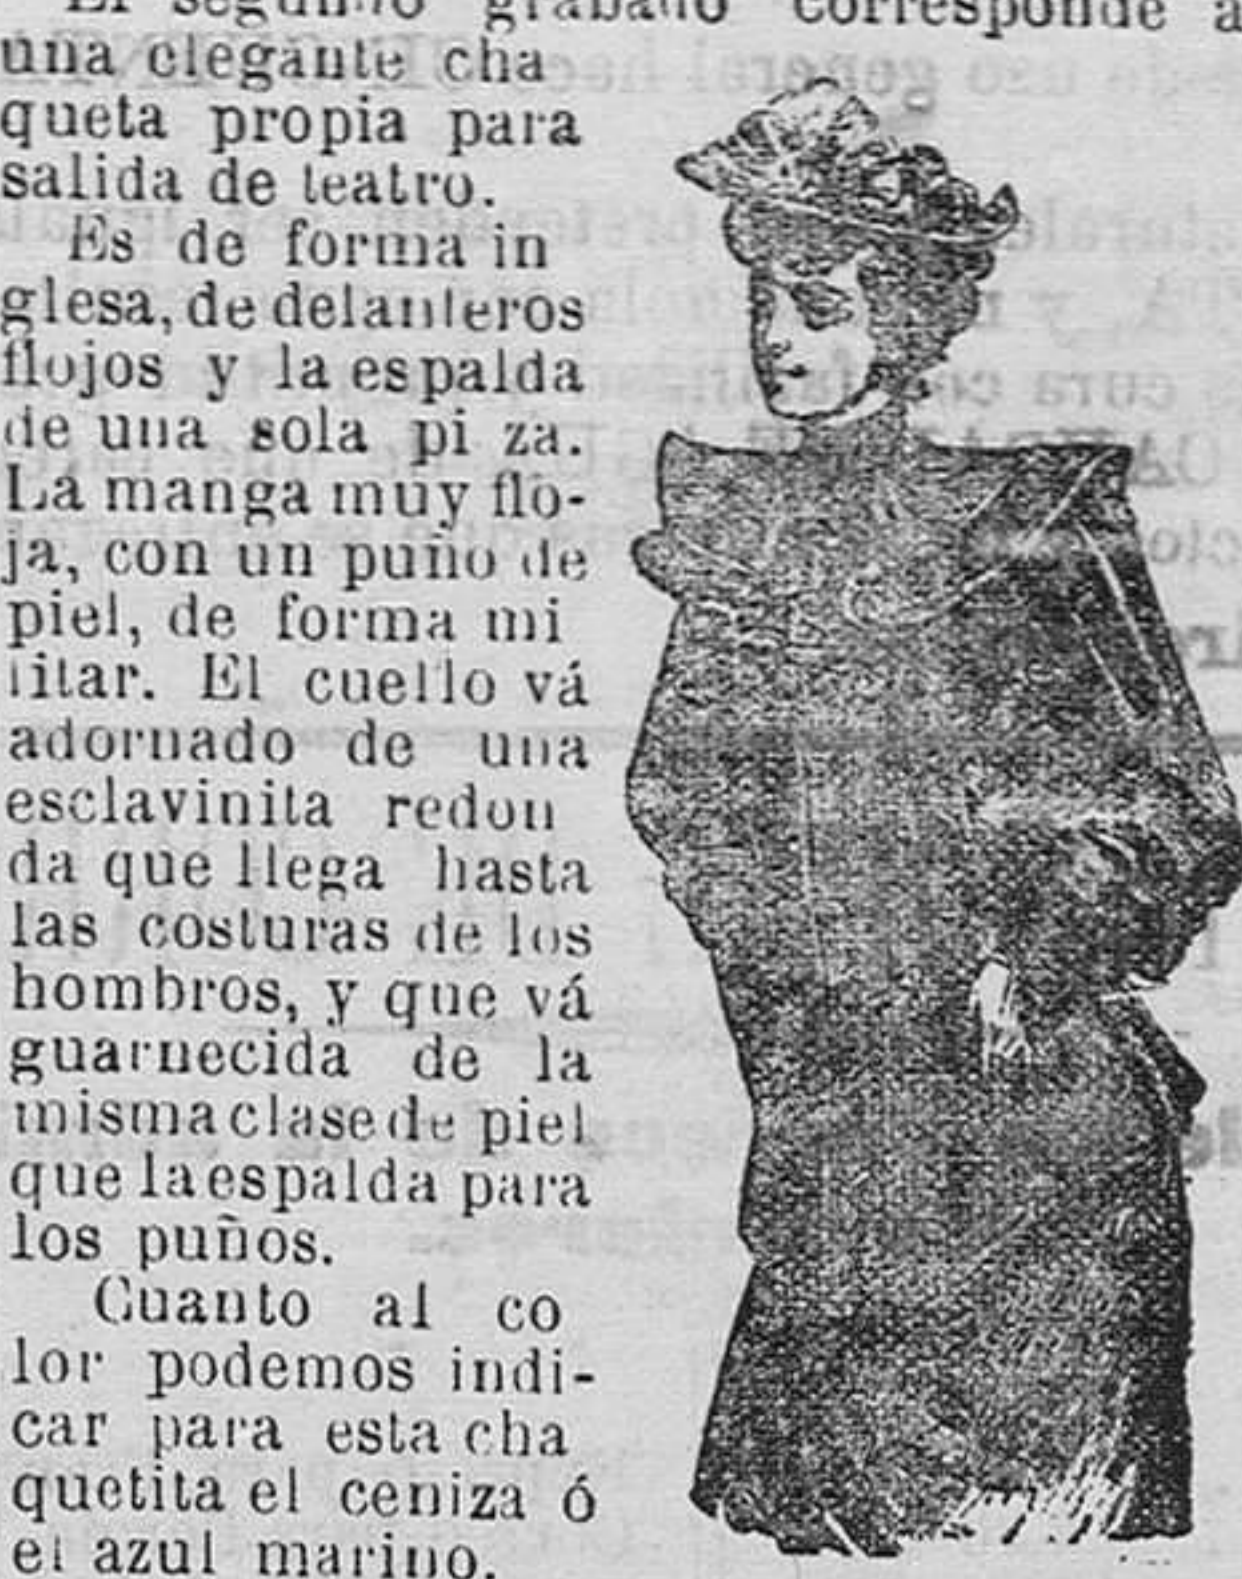 El segundo grabado corresponde a
una elegante cha
queta propia para
salida de teatro.
Es de forma in
glesa, de delanteros
flojos y la espalda
de una sola pi za.
La manga muy flo-
ja, con un puño de
piel, de forma mi
litar. El cuello vá
adornado de una
esclavinita redon
da que llega hasta
las costuras de los
hombros, y que vá
guarnecida de la
misma clase de piel
que la espalda para
los puños.
Cuanto al co
lor podemos indi-
car para esta cha
quetita el ceniza ó
el azul marino.